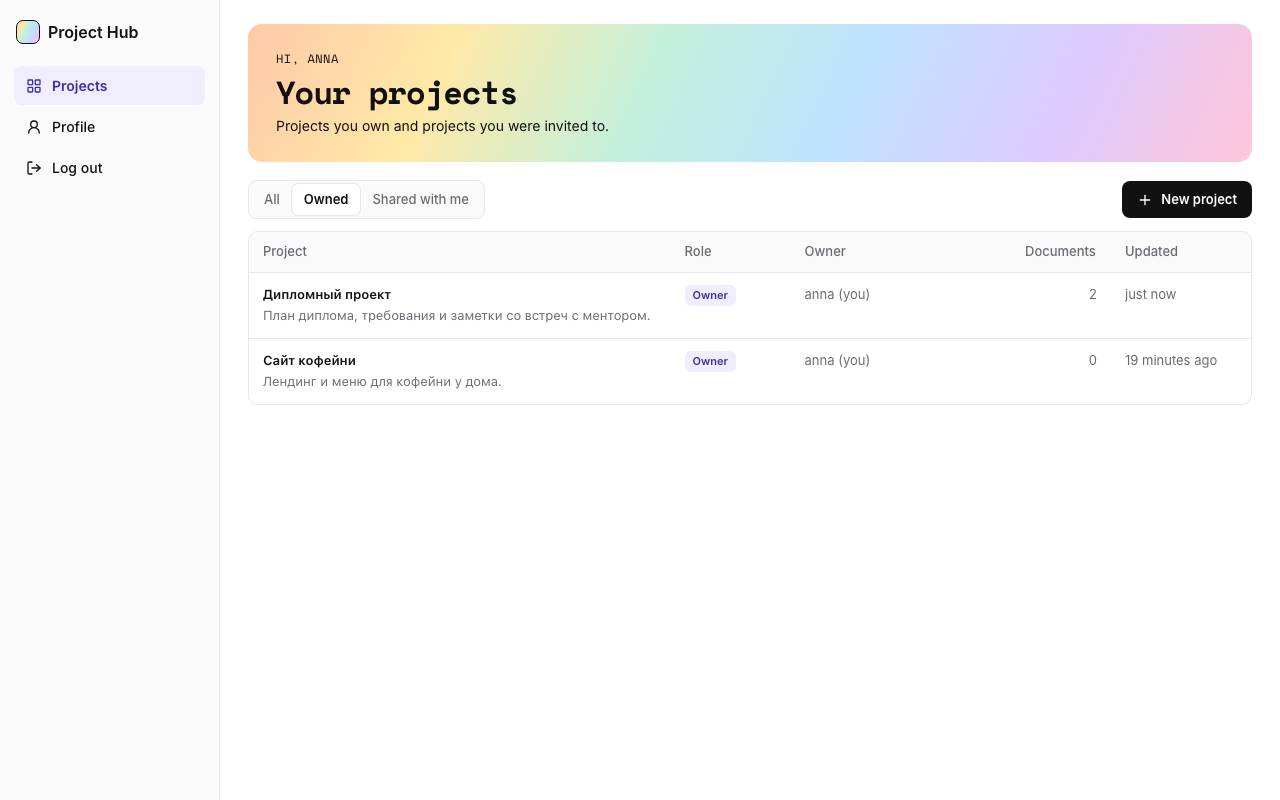 Project Hub
Projects
Profile
Log out
HI, ANNA
Your projects
Projects you own and projects you were invited to.
All Owned Shared with me
New project
Project Role Owner Documents Updated
Дипломный проект Owner anna (you) 2 just now
План диплома, требования и заметки со встреч с ментором.
Сайт кофейни Owner anna (you) 0 19 minutes ago
Лендинг и меню для кофейни у дома.